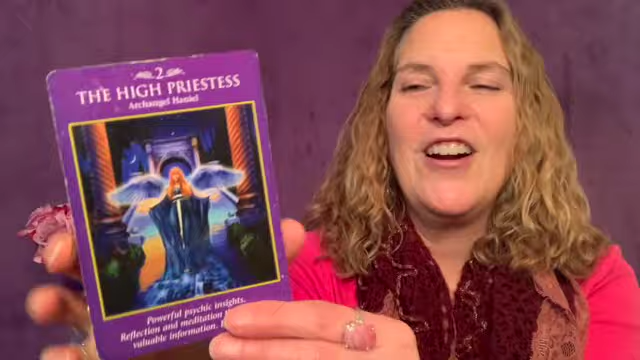 2
THE HIGH PRIESTESS
Archangel Haniel
Powerful psychic insights.
Reflection and meditation
valuable information.